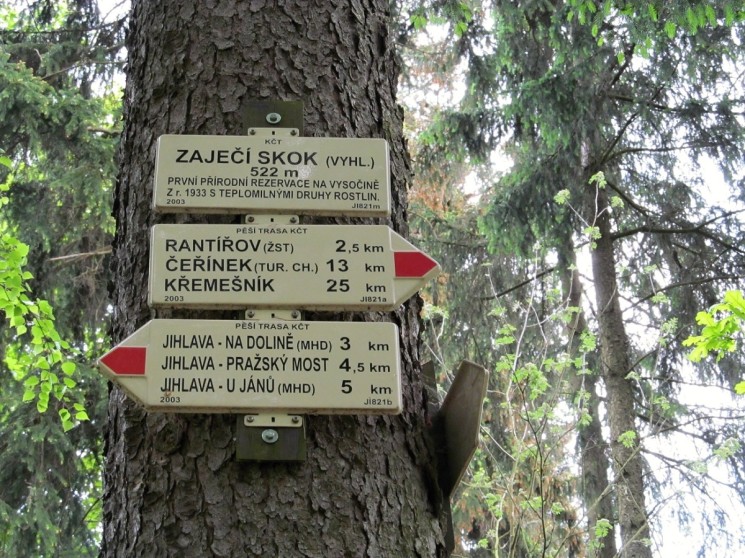 KČT
ZAJEČÍ SKOK (VYHL.)
522 m
PRVNÍ PŘÍRODNÍ REZERVACE NA VYSOČINĚ
Z r. 1933 S TEPLOMILNÝMI DRUHY ROSTLIN.
2003 JI821m
PĚŠÍ TRASA KČT
RANTÍŘOV (ŽST) 2,5 km
ČEŘÍNEK (TUR. CH.) 13 km
KŘEMEŠNÍK 25 km
2003 JI821a
PĚŠÍ TRASA KČT
JIHLAVA - NA DOLINĚ (MHD) 3 km
JIHLAVA - PRAŽSKÝ MOST 4,5 km
JIHLAVA - U JÁNŮ (MHD) 5 km
2003 JI821b